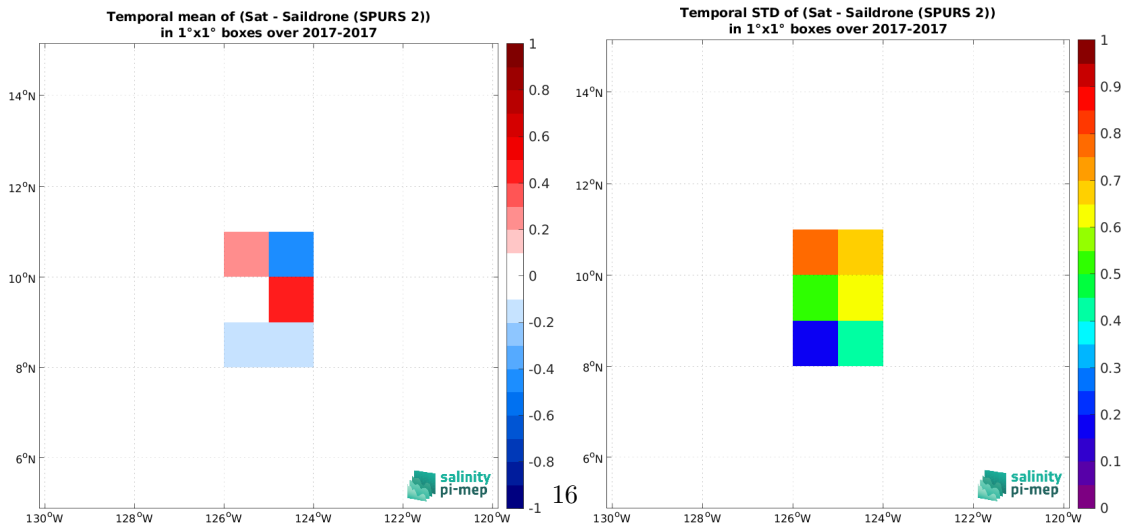 Temporal mean of (Sat - Saildrone (SPURS 2))
in 1°x1° boxes over 2017-2017
14°N
12°N
10°N
8°N
6°N
130°W 128°W 126°W 124°W 122°W 120°W
1
0.8
0.6
0.4
0.2
0
-0.2
-0.4
-0.6
-0.8
-1
salinity
pi-mep
16
Temporal STD of (Sat - Saildrone (SPURS 2))
in 1°x1° boxes over 2017-2017
14°N
12°N
10°N
8°N
6°N
130°W 128°W 126°W 124°W 122°W 120°W
1
0.9
0.8
0.7
0.6
0.5
0.4
0.3
0.2
0.1
0
salinity
pi-mep